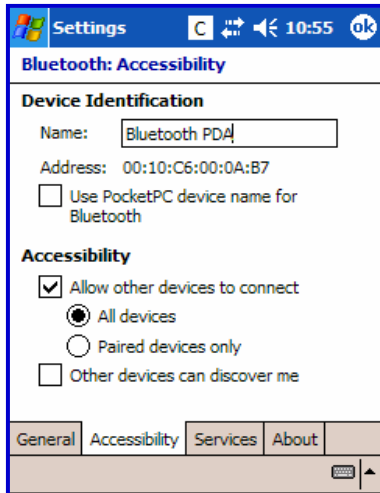 Settings C 10:55 ok
Bluetooth: Accessibility
Device Identification
Name: Bluetooth PDA
Address: 00:10:C6:00:0A:B7
Use PocketPC device name for
Bluetooth
Accessibility
Allow other devices to connect
All devices
Paired devices only
Other devices can discover me
General Accessibility Services About